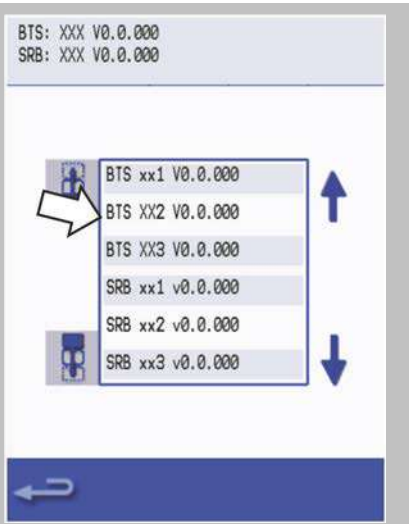 BTS: XXX V0.0.000
SRB: XXX V0.0.000
BTS xx1 V0.0.000
BTS XX2 V0.0.000
BTS XX3 V0.0.000
SRB xx1 v0.0.000
SRB xx2 v0.0.000
SRB xx3 v0.0.000